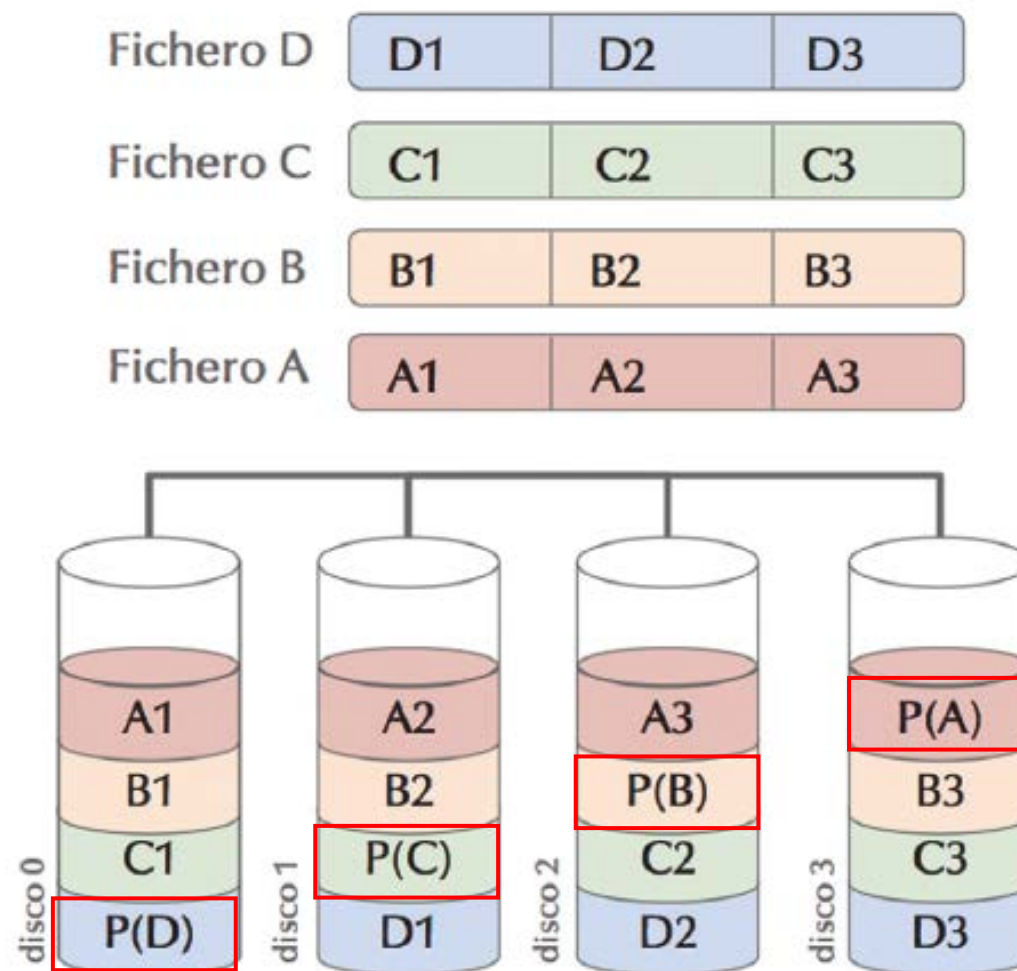 Fichero D D1 D2 D3
Fichero C C1 C2 C3
Fichero B B1 B2 B3
Fichero A A1 A2 A3
A1 A2 A3 P(A)
B1 B2 P(B) B3
C1 P(C) C2 C3
P(D) D1 D2 D3
disco 0 disco 1 disco 2 disco 3